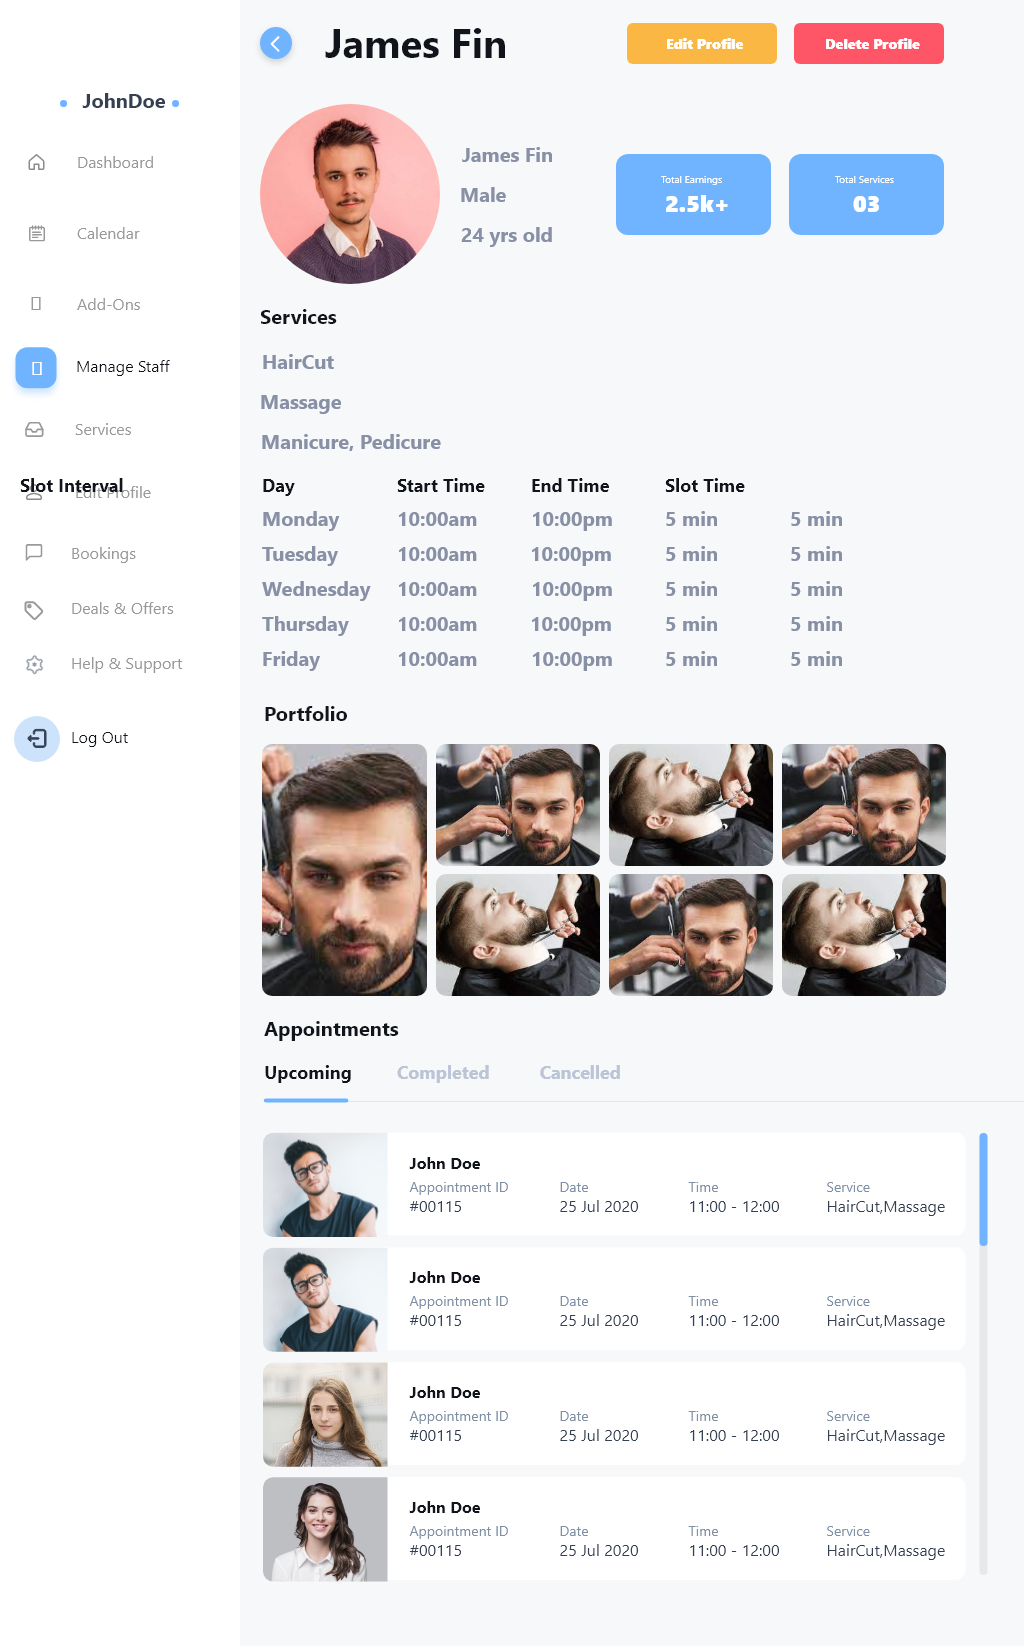 JohnDoe
Dashboard
Calendar
Add-Ons
Manage Staff
Services
Slot Interval
Edit Profile
Bookings
Deals & Offers
Help & Support
Log Out
James Fin
Edit Profile
Delete Profile
James Fin
Male
24 yrs old
Total Earnings
2.5k+
Total Services
03
Services
HairCut
Massage
Manicure, Pedicure
Day Start Time End Time Slot Time
Monday 10:00am 10:00pm 5 min 5 min
Tuesday 10:00am 10:00pm 5 min 5 min
Wednesday 10:00am 10:00pm 5 min 5 min
Thursday 10:00am 10:00pm 5 min 5 min
Friday 10:00am 10:00pm 5 min 5 min
Portfolio
Appointments
Upcoming Completed Cancelled
John Doe
Appointment ID Date Time Service
#00115 25 Jul 2020 11:00 - 12:00 HairCut,Massage
John Doe
Appointment ID Date Time Service
#00115 25 Jul 2020 11:00 - 12:00 HairCut,Massage
John Doe
Appointment ID Date Time Service
#00115 25 Jul 2020 11:00 - 12:00 HairCut,Massage
John Doe
Appointment ID Date Time Service
#00115 25 Jul 2020 11:00 - 12:00 HairCut,Massage